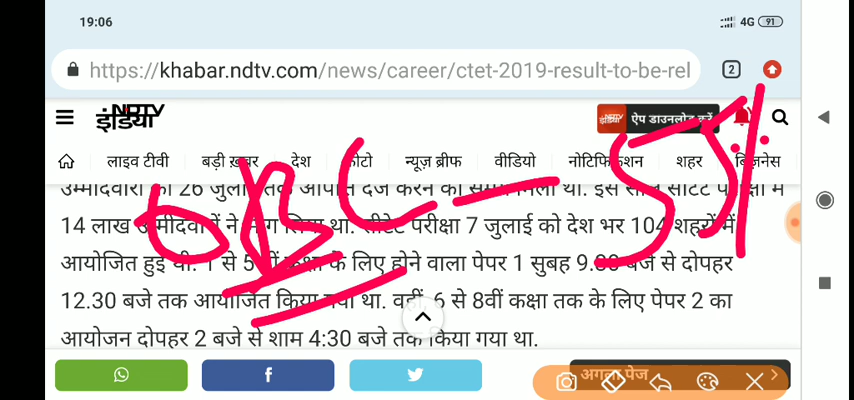 19:06
4G 91
https://khabar.ndtv.com/news/career/ctet-2019-result-to-be-rel
2
NDTV
इंडिया
ऐप डाउनलोड करें
लाइव टीवी बड़ी ख़बर देश फोटो न्यूज़ ब्रीफ वीडियो नोटिफिकेशन शहर बिज़नेस
उम्मीदवारों को 26 जुलाई तक आपत्ति दर्ज करने का समय मिला था. इस साल सीटेट परीक्षा में
14 लाख उम्मीदवारों ने भाग लिया था. सीटेट परीक्षा 7 जुलाई को देश भर 104 शहरों में
आयोजित हुई थी. 1 से 5वीं कक्षा के लिए होने वाला पेपर 1 सुबह 9.30 बजे से दोपहर
12.30 बजे तक आयोजित किया गया था. वहीं, 6 से 8वीं कक्षा तक के लिए पेपर 2 का
आयोजन दोपहर 2 बजे से शाम 4:30 बजे तक किया गया था.
OBC - 55%
अगला पेज